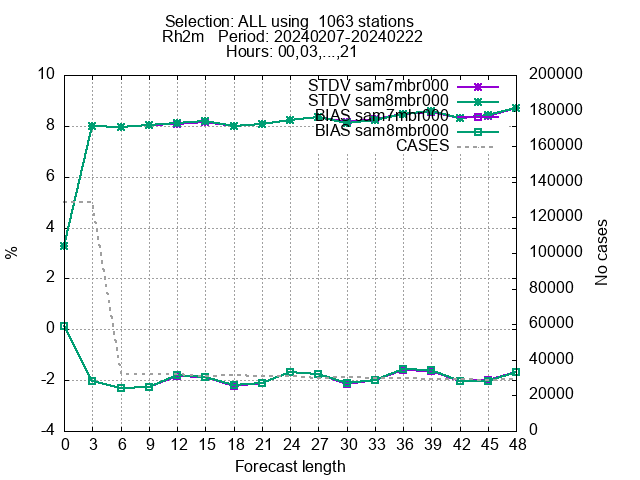 Selection: ALL using  1063 stations
Rh2m   Period: 20240207-20240222
Hours: 00,03,...,21
STDV sam7mbr000
STDV sam8mbr000
BIAS sam7mbr000
BIAS sam8mbr000
CASES
10
8
6
4
2
0
-2
-4
%
200000
180000
160000
140000
120000
100000
80000
60000
40000
20000
0
No cases
0 3 6 9 12 15 18 21 24 27 30 33 36 39 42 45 48
Forecast length